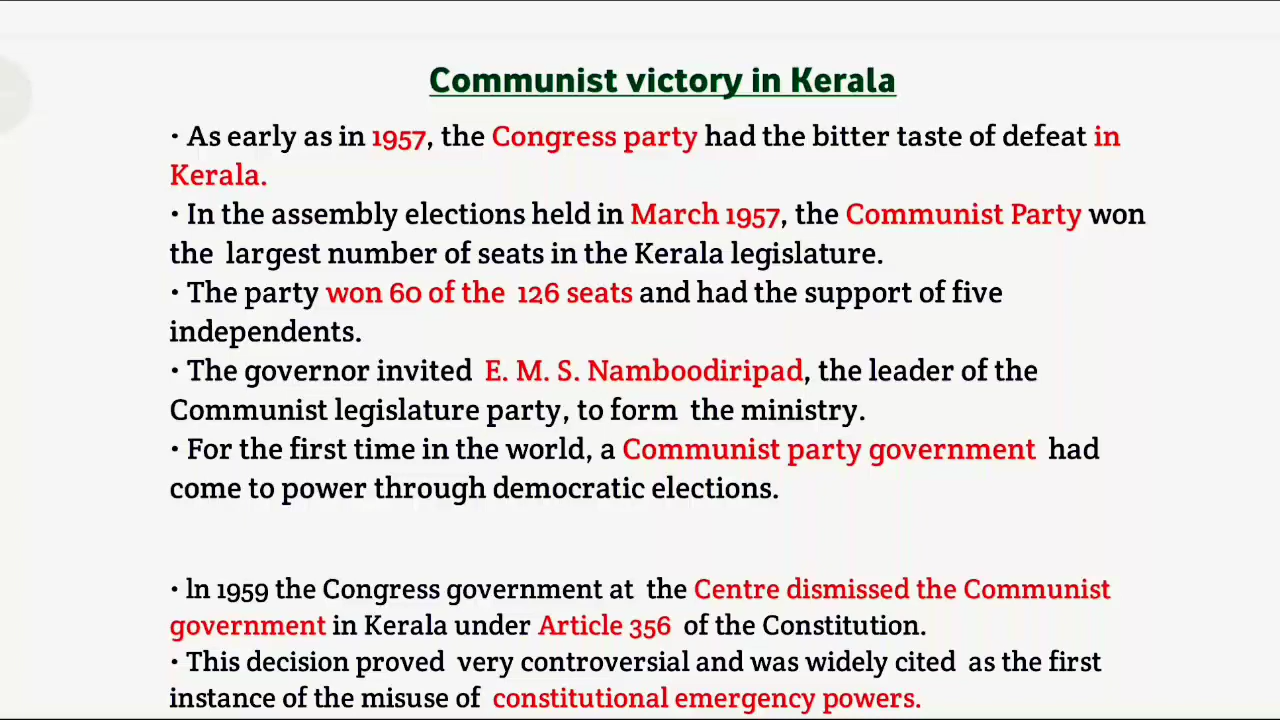 Communist victory in Kerala
• As early as in 1957, the Congress party had the bitter taste of defeat in
Kerala.
• In the assembly elections held in March 1957, the Communist Party won
the largest number of seats in the Kerala legislature.
• The party won 60 of the 126 seats and had the support of five
independents.
• The governor invited E. M. S. Namboodiripad, the leader of the
Communist legislature party, to form the ministry.
• For the first time in the world, a Communist party government had
come to power through democratic elections.
• ln 1959 the Congress government at the Centre dismissed the Communist
government in Kerala under Article 356 of the Constitution.
• This decision proved very controversial and was widely cited as the first
instance of the misuse of constitutional emergency powers.